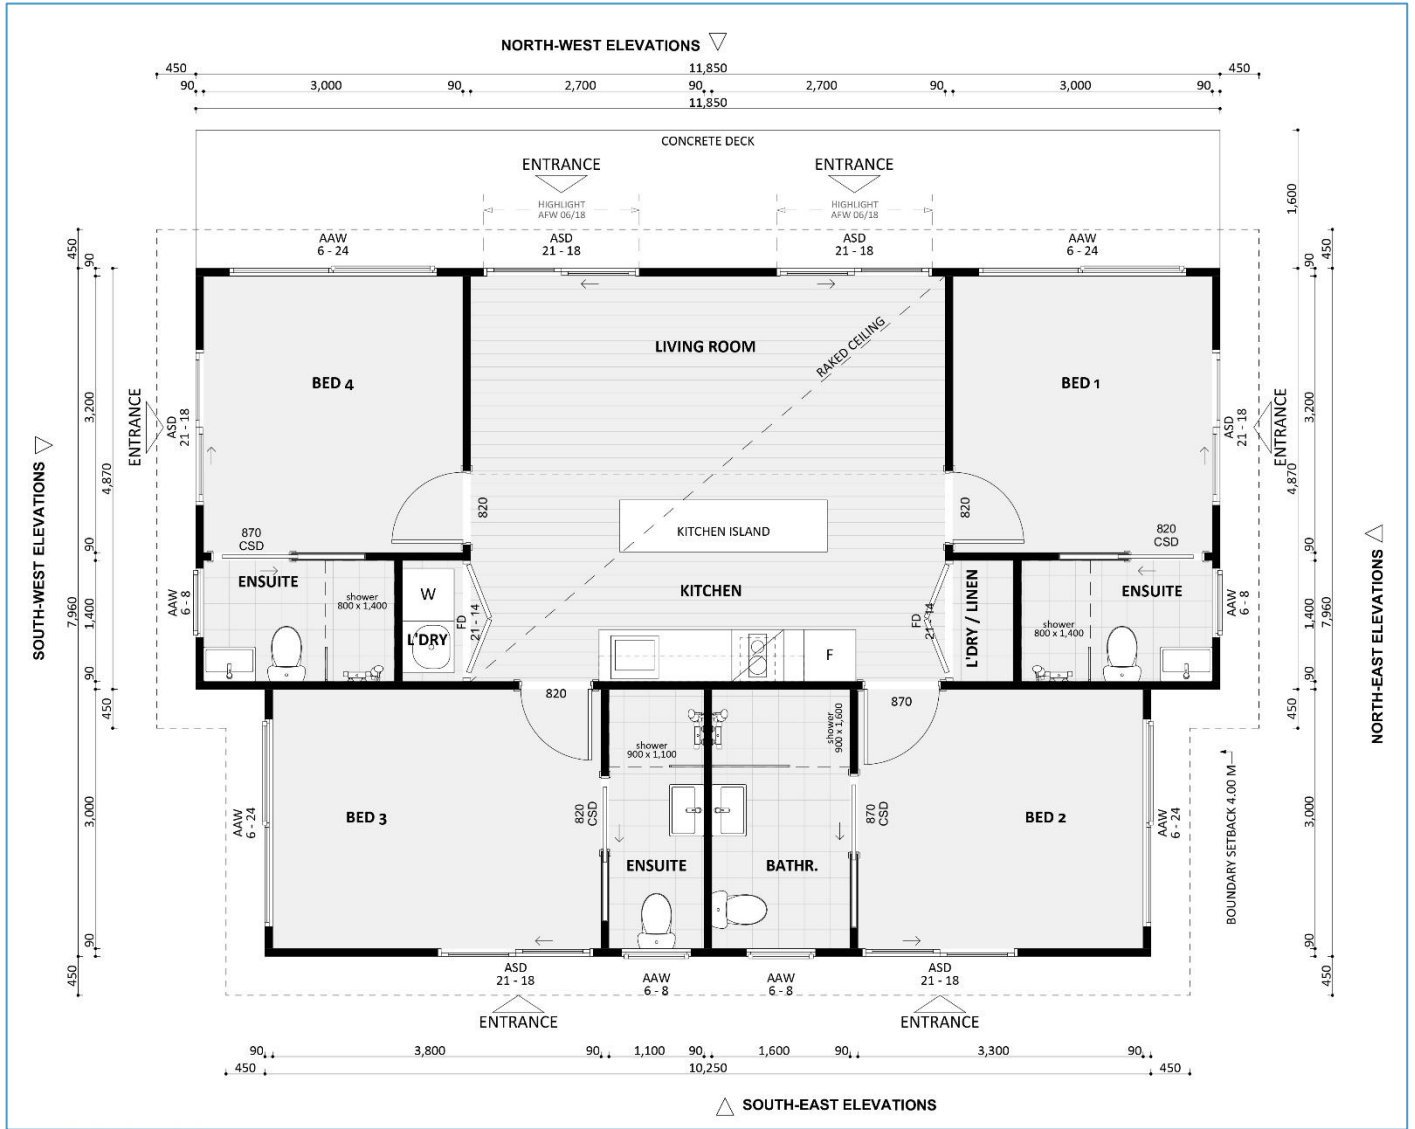 NORTH-WEST ELEVATIONS
450 11,850 450
90 3,000 90 2,700 90 2,700 90 3,000 90
11,850
CONCRETE DECK
ENTRANCE ENTRANCE
HIGHLIGHT
AFW 06/18
HIGHLIGHT
AFW 06/18
1,600
AAW
6 - 24
ASD
21 - 18
ASD
21 - 18
AAW
6 - 24
450
90
90
450
LIVING ROOM
RAKED CEILING
BED 4
BED 1
ENTRANCE
ASD
21 - 18
ASD
21 - 18
ENTRANCE
3,200
4,870
3,200
4,870
820
820
KITCHEN ISLAND
870
CSD
820
CSD
90
90
SOUTH-WEST ELEVATIONS
7,960
1,400
AAW
6 - 8
ENSUITE
shower
800 x 1,400
W
L'DRY
FD
21 - 14
KITCHEN
F
FD
21 - 14
L'DRY / LINEN
shower
800 x 1,400
ENSUITE
AAW
6 - 8
1,400
7,960
NORTH-EAST ELEVATIONS
90
90
450
450
820
870
shower
900 x 1,100
shower
900 x 1,600
BOUNDARY SETBACK 4.00 M
3,000
AAW
6 - 24
BED 3
820
CSD
ENSUITE
BATHR.
870
CSD
BED 2
AAW
6 - 24
3,000
90
90
450
450
ASD
21 - 18
AAW
6 - 8
AAW
6 - 8
ASD
21 - 18
ENTRANCE ENTRANCE
90 3,800 90 1,100 90 1,600 90 3,300 90
450 10,250 450
SOUTH-EAST ELEVATIONS